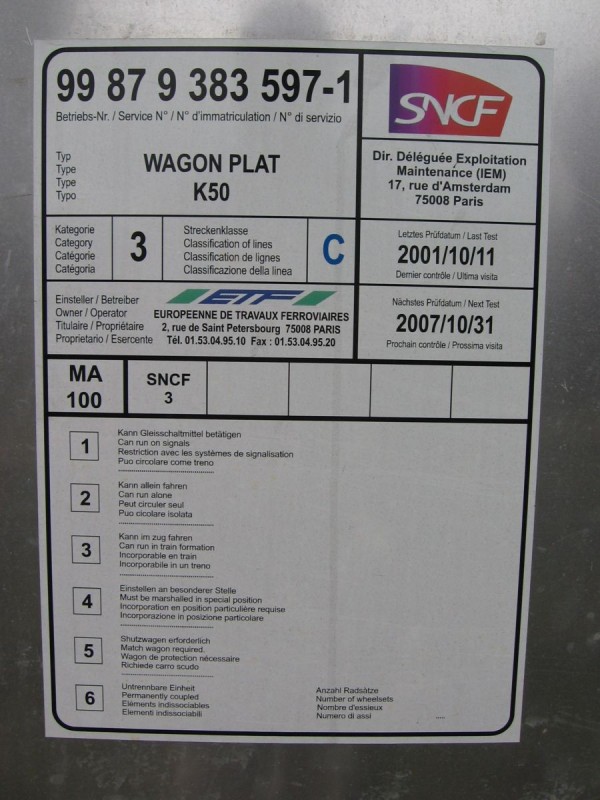 99 87 9 383 597-1
Betriebs-Nr. / Service N° / N° d'immatriculation / N° di servizio
SNCF
Typ
Type
Type
Typo
WAGON PLAT
K50
Dir. Déléguée Exploitation
Maintenance (IEM)
17, rue d'Amsterdam
75008 Paris
Kategorie
Category
Catégorie
Catégoria
3
Streckenklasse
Classification of lines
Classification de lignes
Classificazione della linea
C
Letztes Prüfdatum / Last Test
2001/10/11
Dernier contrôle / Ultima visita
Einsteller / Betreiber
Owner / Operator
Titulaire / Propriétaire
Proprietario / Esercente
ETF
EUROPEENNE DE TRAVAUX FERROVIAIRES
2, rue de Saint Petersbourg 75008 PARIS
Tél. 01.53.04.95.10 Fax : 01.53.04.95.20
Nächstes Prüfdatum / Next Test
2007/10/31
Prochain contrôle / Prossima visita
MA
100
SNCF
3
1
Kann Gleisschaltmittel betätigen
Can run on signals
Restriction avec les systèmes de signalisation
Puo circolare come treno
2
Kann allein fahren
Can run alone
Peut circuler seul
Puo cicolare isolata
3
Kann im zug fahren
Can run in train formation
Incorporable en train
Incorporabile in un treno
4
Einstellen an besonderer Stelle
Must be marshalled in special position
Incorporation en position particulière requise
Incorporazione in posizione particolare
5
Shutzwagen erforderlich
Match wagon required.
Wagon de protection nécessaire
Richiede carro scudo
6
Untrennbare Einheit
Permanently coupled
Eléments indissociables
Elementi indissociabili
Anzahl Radsätze
Number of wheelsets
Nombre d'essieux
Numero di assi
----